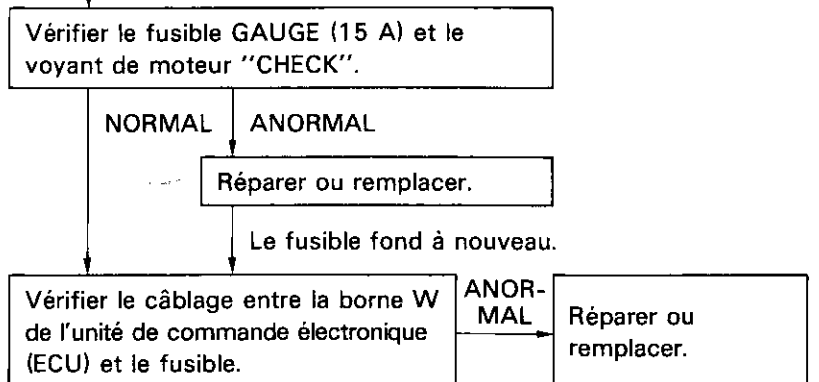 Vérifier le fusible GAUGE (15 A) et le
voyant de moteur ''CHECK''.
NORMAL
ANORMAL
Réparer ou remplacer.
Le fusible fond à nouveau.
Vérifier le câblage entre la borne W
de l'unité de commande électronique
(ECU) et le fusible.
ANOR-
MAL
Réparer ou
remplacer.